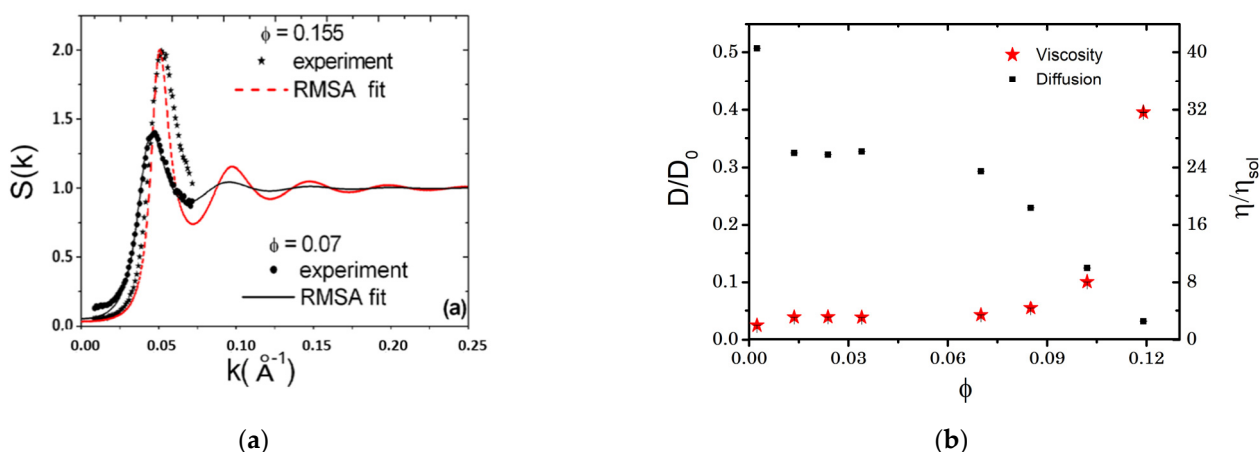 ϕ = 0.155
experiment
RMSA fit
ϕ = 0.07
experiment
RMSA fit
(a)
S(k)
2.0
1.5
1.0
0.5
0.0
0.00 0.05 0.10 0.15 0.20 0.25
k(Å⁻¹)
(a)
Viscosity
Diffusion
D/D₀
0.5
0.4
0.3
0.2
0.1
0.0
η/ηsol
40
32
24
16
8
0
0.00 0.03 0.06 0.09 0.12
ϕ
(b)